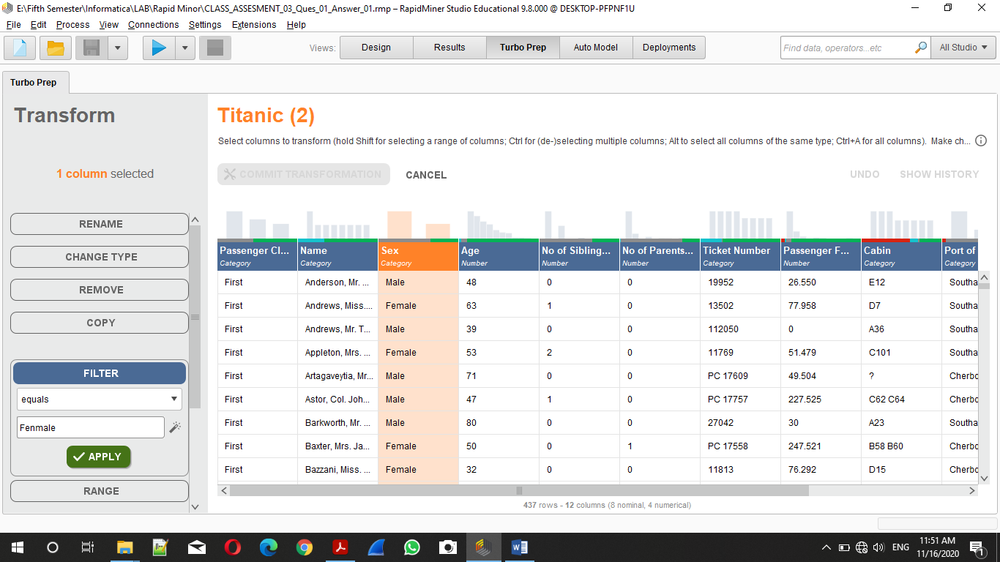 E:\Fifth Semester\Informatica\LAB\Rapid Minor\CLASS_ASSESMENT_03_Ques_01_Answer_01.rmp – RapidMiner Studio Educational 9.8.000 @ DESKTOP-PFPNF1U
File Edit Process View Connections Settings Extensions Help
Views: Design Results Turbo Prep Auto Model Deployments Find data, operators...etc All Studio
Turbo Prep
Transform
1 column selected
RENAME
CHANGE TYPE
REMOVE
COPY
FILTER
equals
Fenmale
APPLY
RANGE
Titanic (2)
Select columns to transform (hold Shift for selecting a range of columns; Ctrl for (de-)selecting multiple columns; Alt to select all columns of the same type; Ctrl+A for all columns). Make ch...
COMMIT TRANSFORMATION CANCEL UNDO SHOW HISTORY
Passenger Cl... Name Sex Age No of Sibling... No of Parents... Ticket Number Passenger F... Cabin Port of
Category Category Category Number Number Number Category Number Category Category
First Anderson, Mr. ... Male 48 0 0 19952 26.550 E12 Southa
First Andrews, Miss.... Female 63 1 0 13502 77.958 D7 Southa
First Andrews, Mr. T... Male 39 0 0 112050 0 A36 Southa
First Appleton, Mrs. ... Female 53 2 0 11769 51.479 C101 Southa
First Artagaveytia, Mr... Male 71 0 0 PC 17609 49.504 ? Cherbo
First Astor, Col. Joh... Male 47 1 0 PC 17757 227.525 C62 C64 Cherbo
First Barkworth, Mr. ... Male 80 0 0 27042 30 A23 Southa
First Baxter, Mrs. Ja... Female 50 0 1 PC 17558 247.521 B58 B60 Cherbo
First Bazzani, Miss. ... Female 32 0 0 11813 76.292 D15 Cherbo
437 rows - 12 columns (8 nominal, 4 numerical)
ENG 11:51 AM
11/16/2020 1